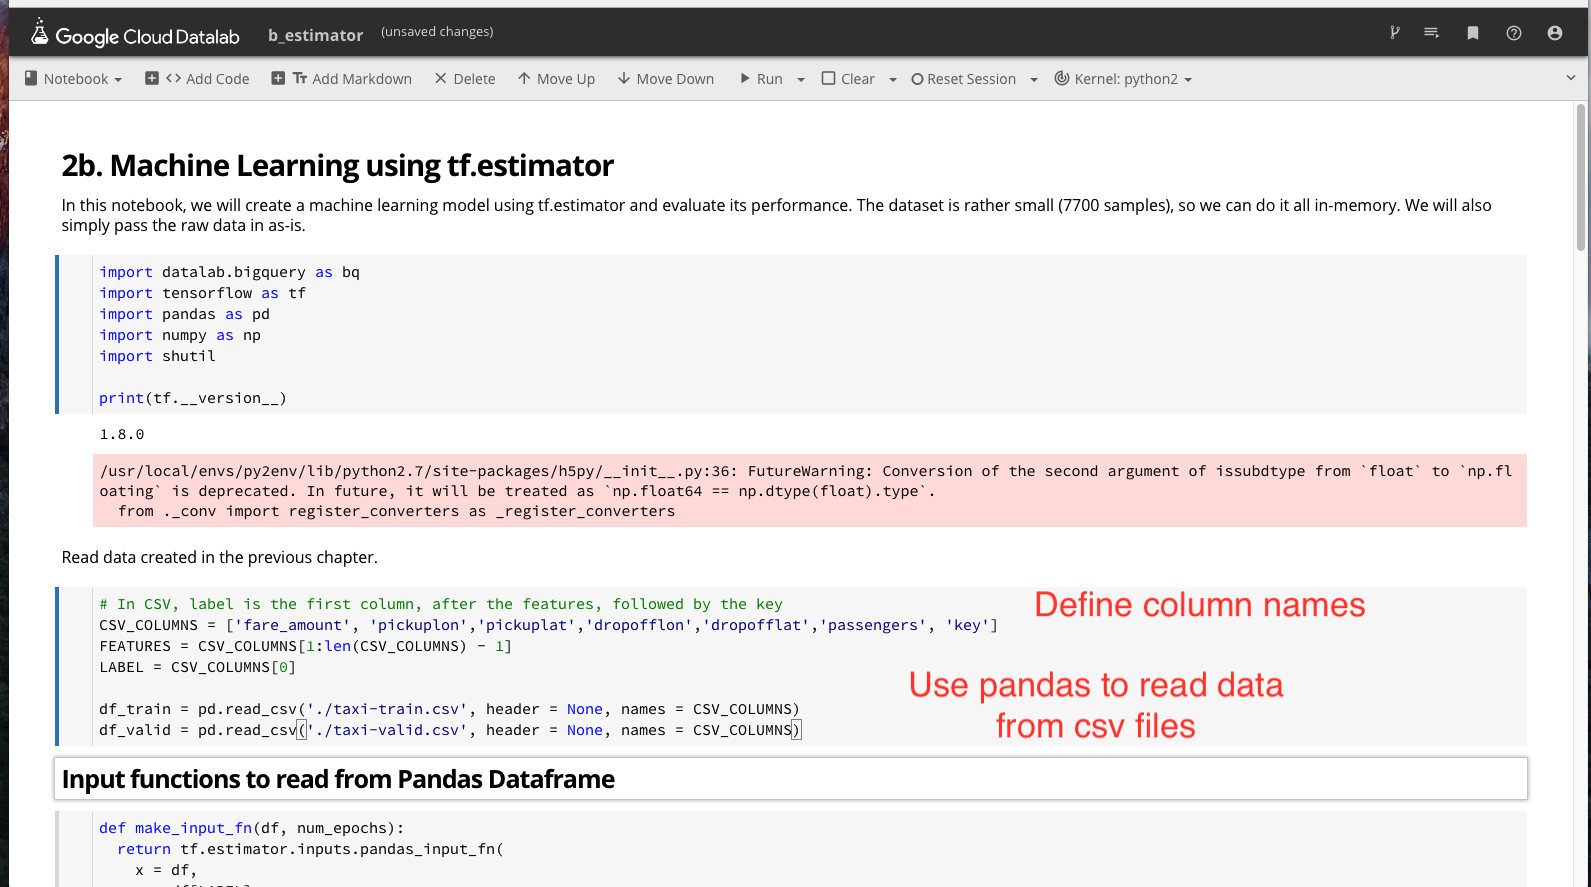 Google Cloud Datalab b_estimator (unsaved changes)
Notebook Add Code Add Markdown Delete Move Up Move Down Run Clear Reset Session Kernel: python2
2b. Machine Learning using tf.estimator
In this notebook, we will create a machine learning model using tf.estimator and evaluate its performance. The dataset is rather small (7700 samples), so we can do it all in-memory. We will also
simply pass the raw data in as-is.
import datalab.bigquery as bq
import tensorflow as tf
import pandas as pd
import numpy as np
import shutil
print(tf.__version__)
1.8.0
/usr/local/envs/py2env/lib/python2.7/site-packages/h5py/__init__.py:36: FutureWarning: Conversion of the second argument of issubdtype from `float` to `np.fl
oating` is deprecated. In future, it will be treated as `np.float64 == np.dtype(float).type`.
from ._conv import register_converters as _register_converters
Read data created in the previous chapter.
# In CSV, label is the first column, after the features, followed by the key
CSV_COLUMNS = ['fare_amount', 'pickuplon','pickuplat','dropofflon','dropofflat','passengers', 'key']
Define column names
FEATURES = CSV_COLUMNS[1:len(CSV_COLUMNS) - 1]
LABEL = CSV_COLUMNS[0]
Use pandas to read data
from csv files
df_train = pd.read_csv('./taxi-train.csv', header = None, names = CSV_COLUMNS)
df_valid = pd.read_csv('./taxi-valid.csv', header = None, names = CSV_COLUMNS)
Input functions to read from Pandas Dataframe
def make_input_fn(df, num_epochs):
return tf.estimator.inputs.pandas_input_fn(
x = df,